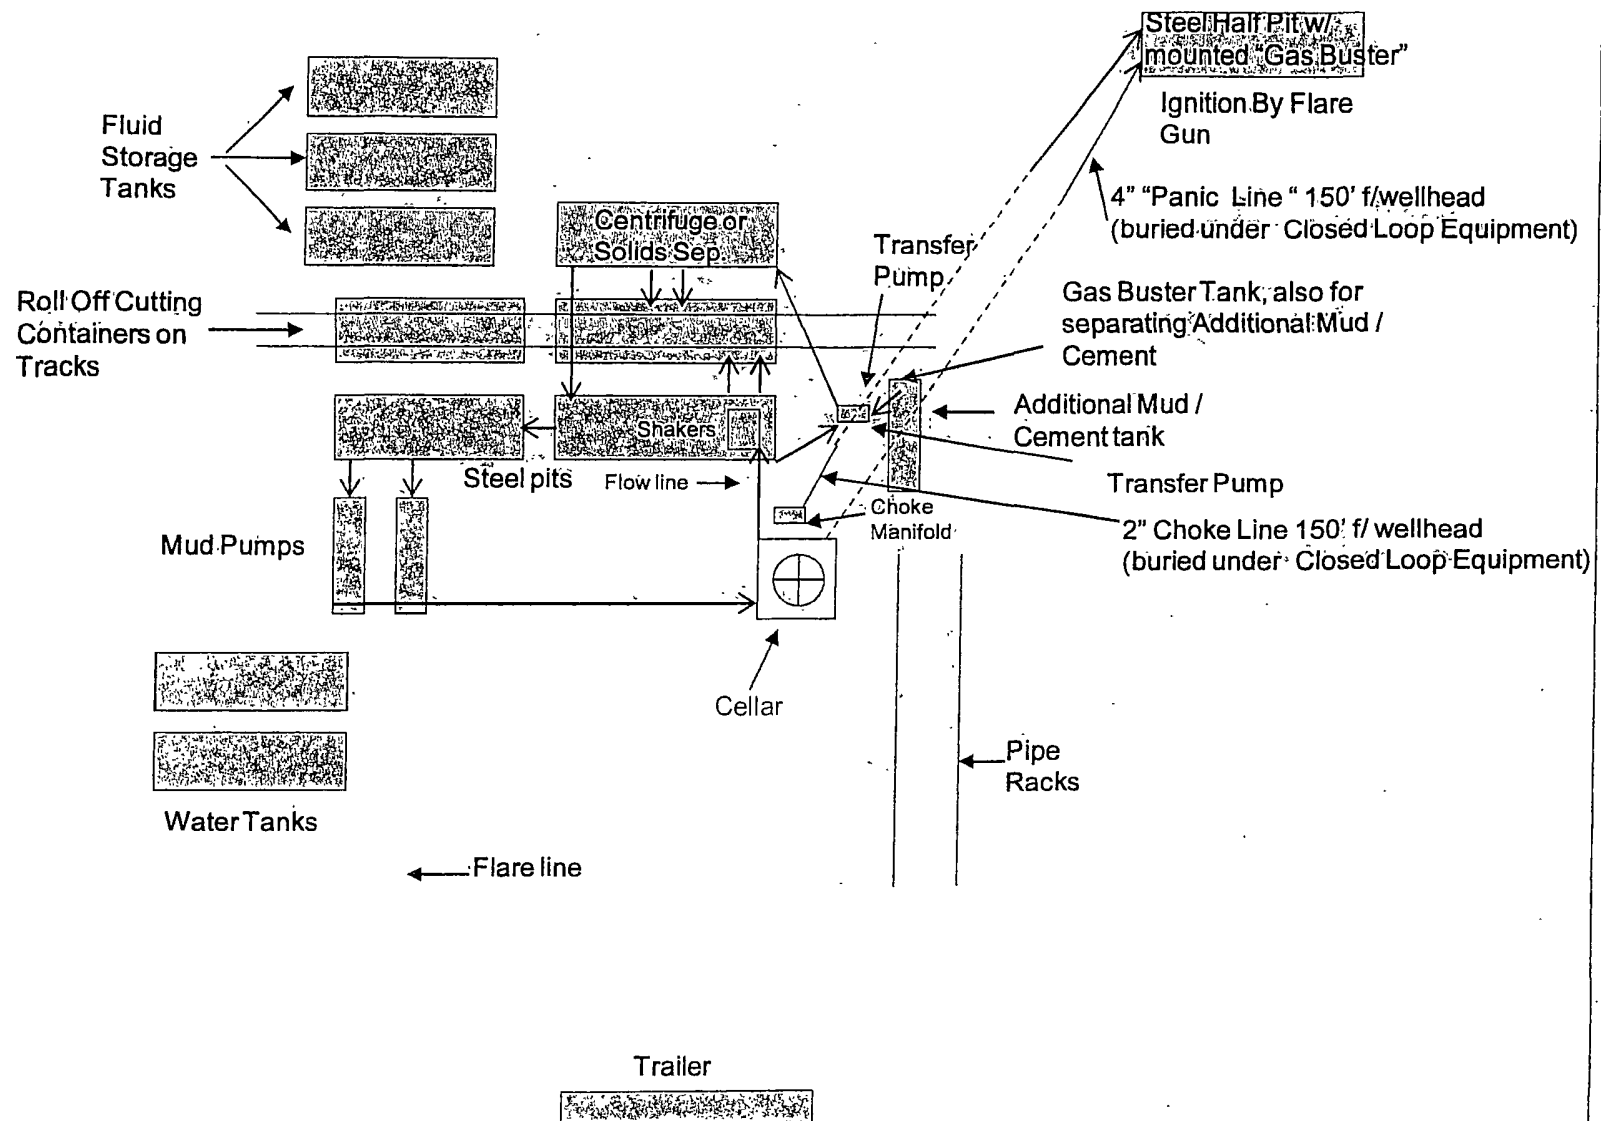 Steel Half Pit w/
mounted "Gas Buster"
Ignition By Flare
Gun
Fluid
Storage
Tanks
4" "Panic Line " 150' f/wellhead
(buried under Closed Loop Equipment)
Centrifuge or
Solids Sep.
Transfer
Pump
Gas Buster Tank, also for
separating Additional Mud /
Cement
Roll Off Cutting
Containers on
Tracks
Additional Mud /
Cement tank
Shakers
Steel pits
Flow line
Transfer Pump
Choke
Manifold
2" Choke Line 150' f/ wellhead
(buried under Closed Loop Equipment)
Mud Pumps
Cellar
Pipe
Racks
Water Tanks
Flare line
Trailer